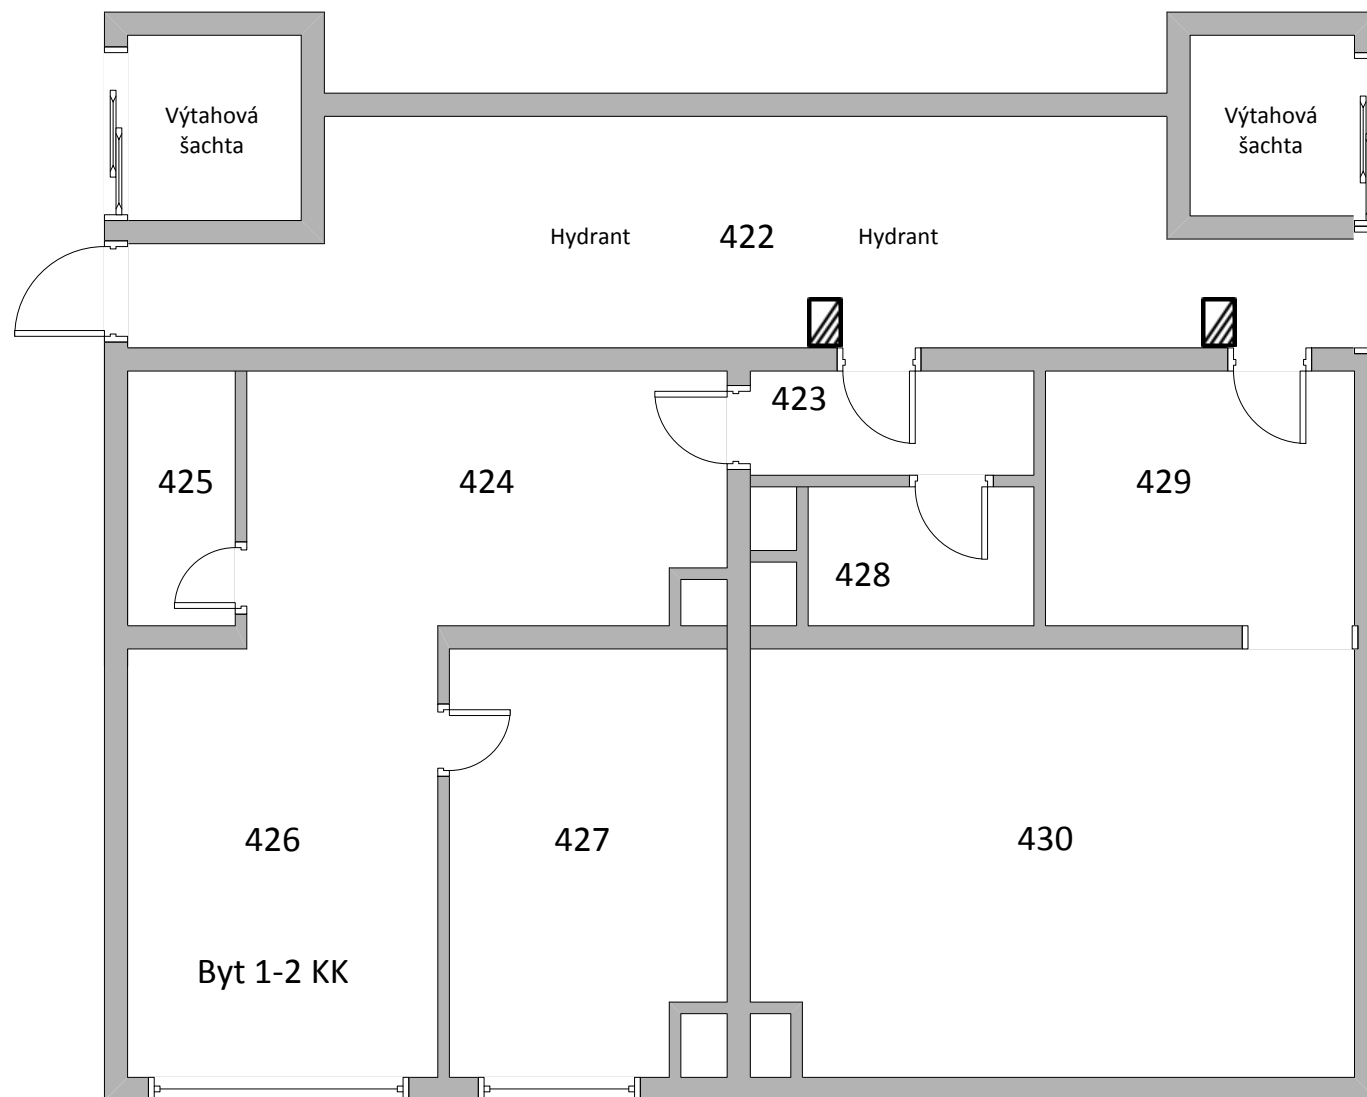 Výtahová
šachta
Výtahová
šachta
Hydrant
422
Hydrant
423
425
424
429
428
426
427
430
Byt 1-2 KK